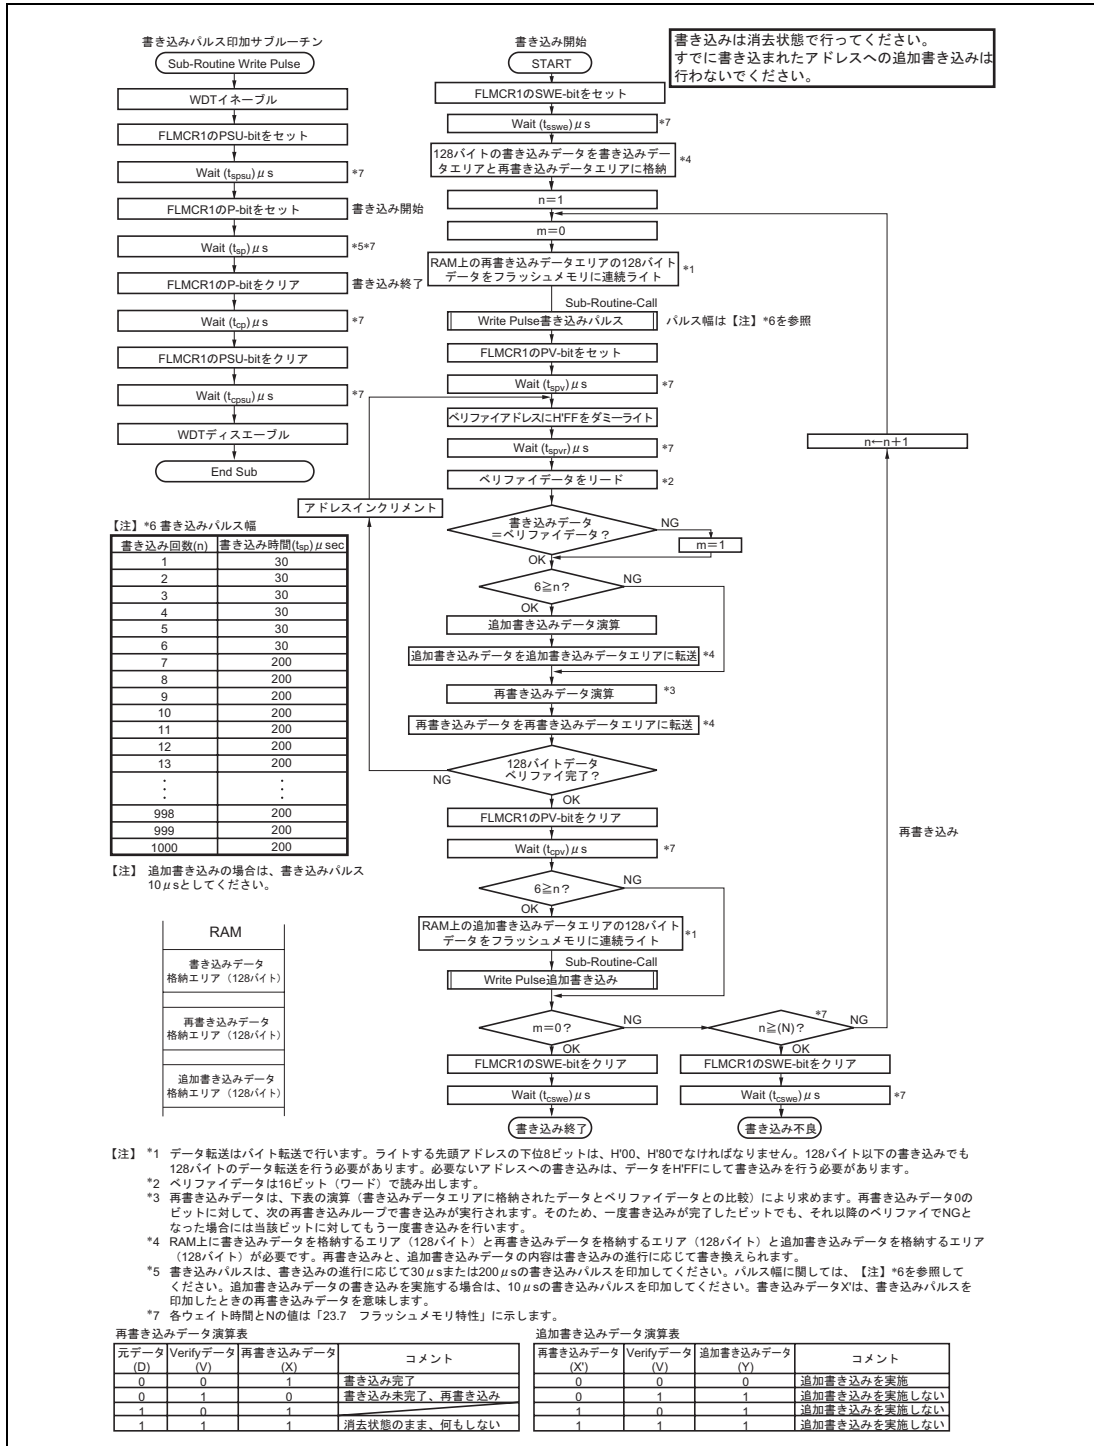 書き込みパルス印加サブルーチン
Sub-Routine Write Pulse
WDTイネーブル
FLMCR1のPSU-bitをセット
Wait (tspsu) μ s
*7
FLMCR1のP-bitをセット
書き込み開始
Wait (tsp) μ s
*5*7
FLMCR1のP-bitをクリア
書き込み終了
Wait (tcp) μ s
*7
FLMCR1のPSU-bitをクリア
Wait (tcpsu) μ s
*7
WDTディスエーブル
End Sub
【注】 *6 書き込みパルス幅
書き込み回数(n) 書き込み時間(tsp) μ sec
1 30
2 30
3 30
4 30
5 30
6 30
7 200
8 200
9 200
10 200
11 200
12 200
13 200
998 200
999 200
1000 200
【注】 追加書き込みの場合は、書き込みパルス
10μsとしてください。
RAM
書き込みデータ
格納エリア(128バイト)
再書き込みデータ
格納エリア(128バイト)
追加書き込みデータ
格納エリア(128バイト)
書き込み開始
START
FLMCR1のSWE-bitをセット
Wait (tsswe) μ s
*7
128バイトの書き込みデータを書き込みデー
タエリアと再書き込みデータエリアに格納
*4
n=1
m=0
RAM上の再書き込みデータエリアの128バイト
データをフラッシュメモリに連続ライト
*1
Sub-Routine-Call
Write Pulse書き込みパルス
パルス幅は【注】*6を参照
FLMCR1のPV-bitをセット
Wait (tspv) μ s
*7
ベリファイアドレスにH'FFをダミーライト
Wait (tspvr) μ s
*7
ベリファイデータをリード
*2
アドレスインクリメント
書き込みデータ
=ベリファイデータ?
NG
m=1
OK
6≧n?
NG
OK
追加書き込みデータ演算
追加書き込みデータを追加書き込みデータエリアに転送
*4
再書き込みデータ演算
*3
再書き込みデータを再書き込みデータエリアに転送
*4
128バイトデータ
ベリファイ完了?
NG
OK
FLMCR1のPV-bitをクリア
Wait (tcpv) μ s
*7
6≧n?
NG
OK
RAM上の追加書き込みデータエリアの128バイト
データをフラッシュメモリに連続ライト
*1
Sub-Routine-Call
Write Pulse追加書き込み
m=0?
NG
OK
FLMCR1のSWE-bitをクリア
Wait (tcswe) μ s
書き込み終了
*7
n≧(N)?
NG
OK
FLMCR1のSWE-bitをクリア
Wait (tcswe) μ s
*7
書き込み不良
n←n+1
再書き込み
書き込みは消去状態で行ってください。
すでに書き込まれたアドレスへの追加書き込みは
行わないでください。
【注】 *1 データ転送はバイト転送で行います。ライトする先頭アドレスの下位8ビットは、H'00、H'80でなければなりません。128バイト以下の書き込みでも
128バイトのデータ転送を行う必要があります。必要ないアドレスへの書き込みは、データをH'FFにして書き込みを行う必要があります。
*2 ベリファイデータは16ビット(ワード)で読み出します。
*3 再書き込みデータは、下表の演算(書き込みデータエリアに格納されたデータとベリファイデータとの比較)により求めます。再書き込みデータ0の
ビットに対して、次の再書き込みループで書き込みが実行されます。そのため、一度書き込みが完了したビットでも、それ以降のベリファイでNGと
なった場合には当該ビットに対してもう一度書き込みを行います。
*4 RAM上に書き込みデータを格納するエリア(128バイト)と再書き込みデータを格納するエリア(128バイト)と追加書き込みデータを格納するエリア
(128バイト)が必要です。再書き込みと、追加書き込みデータの内容は書き込みの進行に応じて書き換えられます。
*5 書き込みパルスは、書き込みの進行に応じて30μsまたは200μsの書き込みパルスを印加してください。パルス幅に関しては、【注】*6を参照して
ください。追加書き込みデータの書き込みを実施する場合は、10μsの書き込みパルスを印加してください。書き込みデータX'は、書き込みパルスを
印加したときの再書き込みデータを意味します。
*7 各ウェイト時間とNの値は「23.7 フラッシュメモリ特性」に示します。
再書き込みデータ演算表
元データ Verifyデータ 再書き込みデータ コメント
(D) (V) (X)
0 0 1 書き込み完了
0 1 0 書き込み未完了、再書き込み
1 0 1
1 1 1 消去状態のまま、何もしない
追加書き込みデータ演算表
再書き込みデータ Verifyデータ 追加書き込みデータ コメント
(X') (V) (Y)
0 0 0 追加書き込みを実施
0 1 1 追加書き込みを実施しない
1 0 1 追加書き込みを実施しない
1 1 1 追加書き込みを実施しない